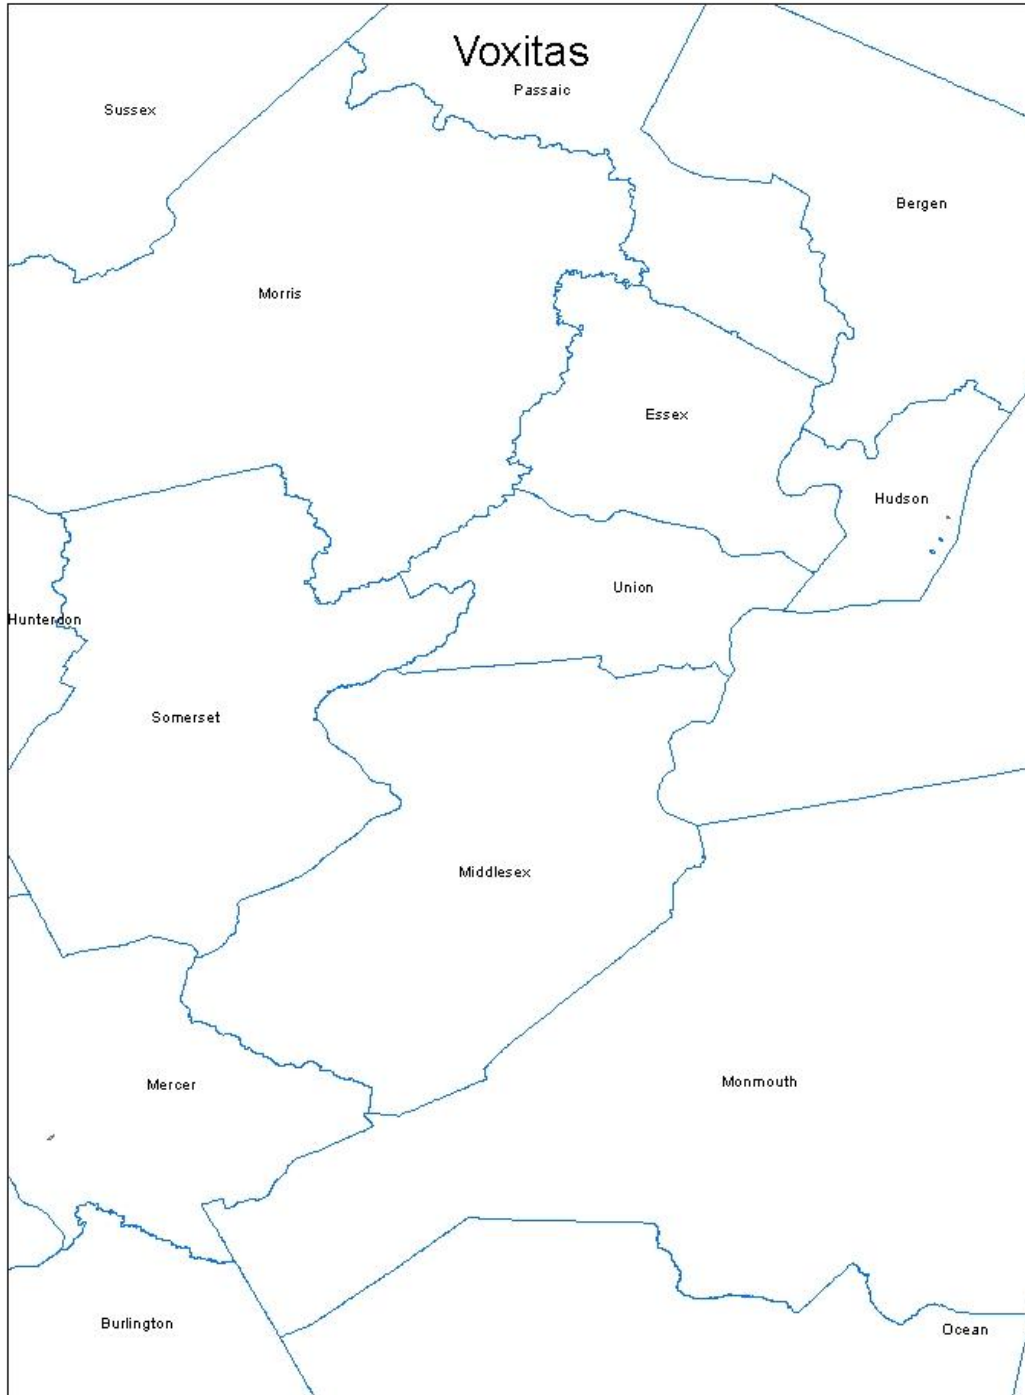 Voxitas
Passaic
Sussex
Bergen
Morris
Essex
Hudson
Union
Hunterdon
Somerset
Middlesex
Mercer
Monmouth
Burlington
Ocean